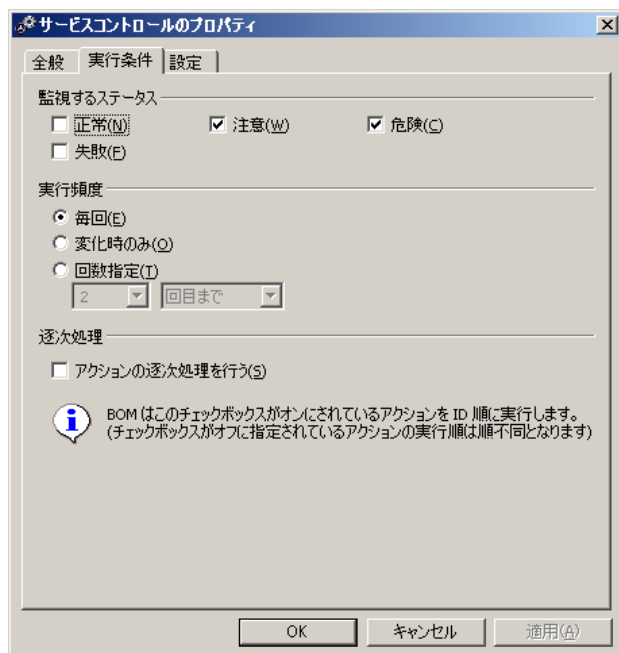 サービスコントロールのプロパティ
全般 実行条件 設定
監視するステータス
正常(N) 注意(W) 危険(C)
失敗(F)
実行頻度
毎回(E)
変化時のみ(O)
回数指定(T)
2 回目まで
逐次処理
アクションの逐次処理を行う(S)
BOM はこのチェックボックスがオンにされているアクションを ID 順に実行します。
(チェックボックスがオフに指定されているアクションの実行順は順不同となります)
OK キャンセル 適用(A)